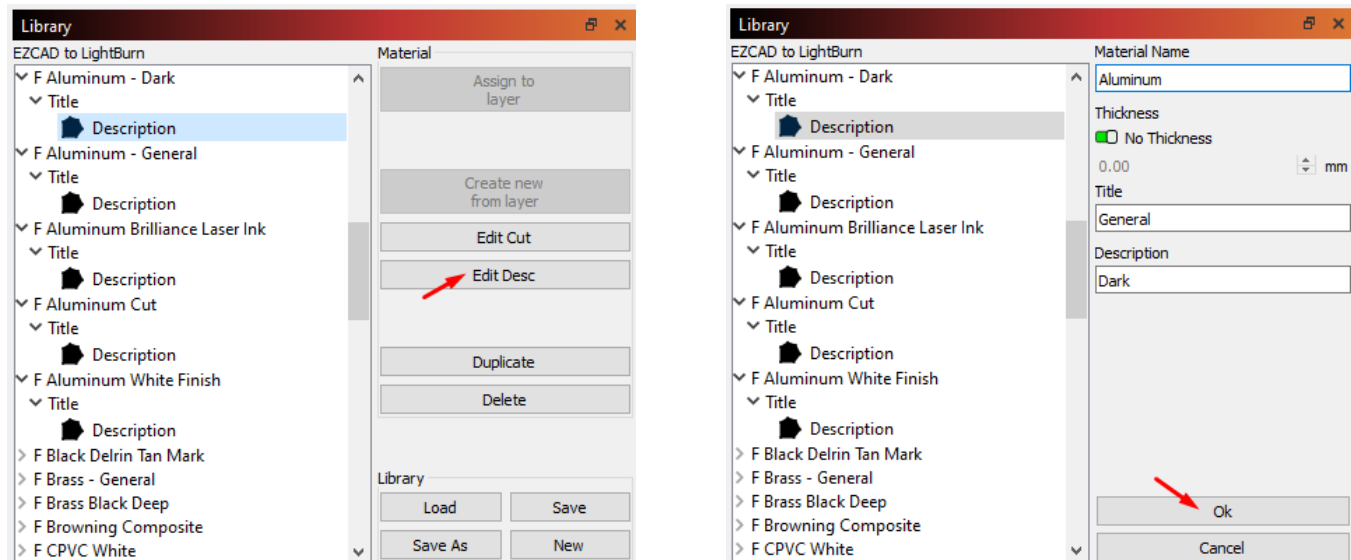 Library
EZCAD to LightBurn
F Aluminum - Dark
Title
Description
F Aluminum - General
Title
Description
F Aluminum Brilliance Laser Ink
Title
Description
F Aluminum Cut
Title
Description
F Aluminum White Finish
Title
Description
F Black Delrin Tan Mark
F Brass - General
F Brass Black Deep
F Browning Composite
F CPVC White
Material
Assign to
layer
Create new
from layer
Edit Cut
Edit Desc
Duplicate
Delete
Library
Load Save
Save As New
Library
EZCAD to LightBurn
F Aluminum - Dark
Title
Description
F Aluminum - General
Title
Description
F Aluminum Brilliance Laser Ink
Title
Description
F Aluminum Cut
Title
Description
F Aluminum White Finish
Title
Description
F Black Delrin Tan Mark
F Brass - General
F Brass Black Deep
F Browning Composite
F CPVC White
Material Name
Aluminum
Thickness
No Thickness
0.00 mm
Title
General
Description
Dark
Ok
Cancel